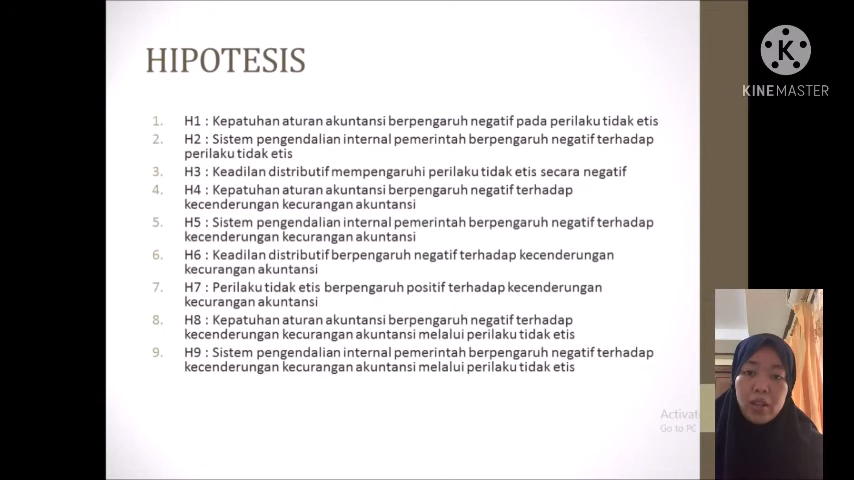 HIPOTESIS
1. H1 : Kepatuhan aturan akuntansi berpengaruh negatif pada perilaku tidak etis
2. H2 : Sistem pengendalian internal pemerintah berpengaruh negatif terhadap
perilaku tidak etis
3. H3 : Keadilan distributif mempengaruhi perilaku tidak etis secara negatif
4. H4 : Kepatuhan aturan akuntansi berpengaruh negatif terhadap
kecenderungan kecurangan akuntansi
5. H5 : Sistem pengendalian internal pemerintah berpengaruh negatif terhadap
kecenderungan kecurangan akuntansi
6. H6 : Keadilan distributif berpengaruh negatif terhadap kecenderungan
kecurangan akuntansi
7. H7 : Perilaku tidak etis berpengaruh positif terhadap kecenderungan
kecurangan akuntansi
8. H8 : Kepatuhan aturan akuntansi berpengaruh negatif terhadap
kecenderungan kecurangan akuntansi melalui perilaku tidak etis
9. H9 : Sistem pengendalian internal pemerintah berpengaruh negatif terhadap
kecenderungan kecurangan akuntansi melalui perilaku tidak etis
K
KINEMASTER
Activat
Go to PC